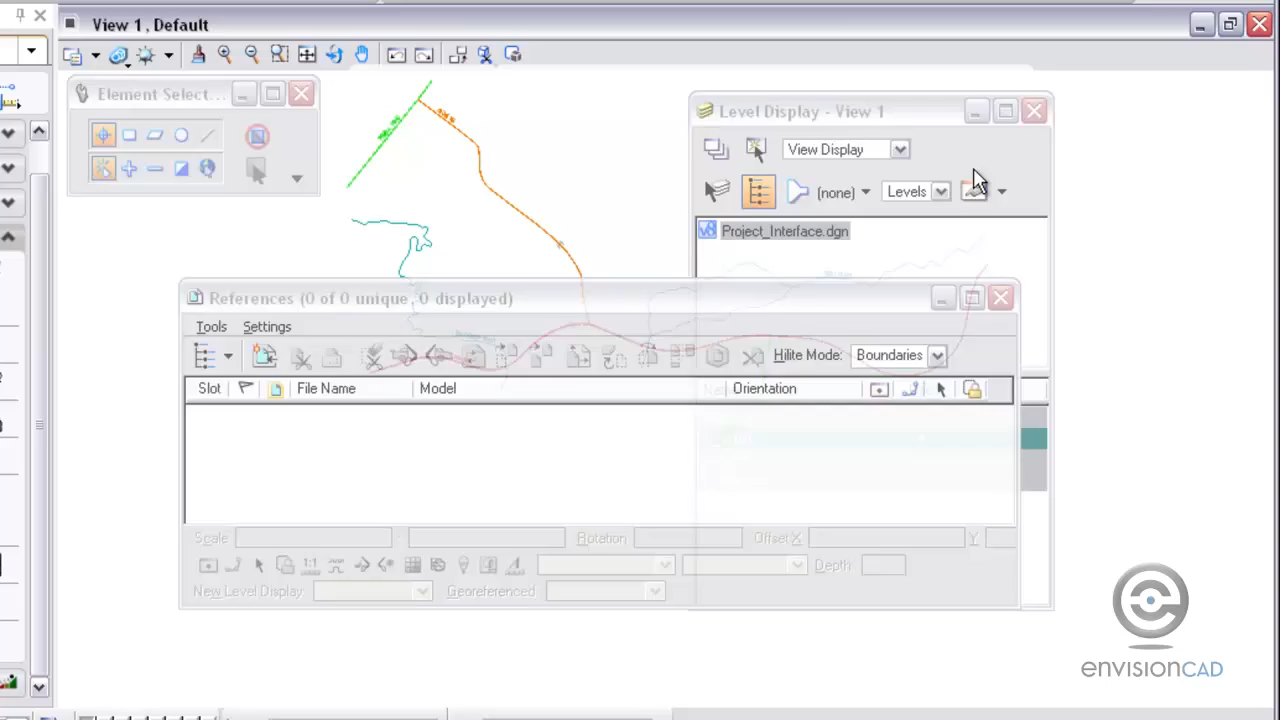 View 1, Default
Element Selec...
Level Display - View 1
View Display
(none)
Levels
Project_Interface.dgn
References (0 of 0 unique, 0 displayed)
Tools Settings
Hilite Mode: Boundaries
Slot File Name Model Orientation
Scale Rotation Offset X Y
Depth
New Level Display Georeferenced
envisionCAD